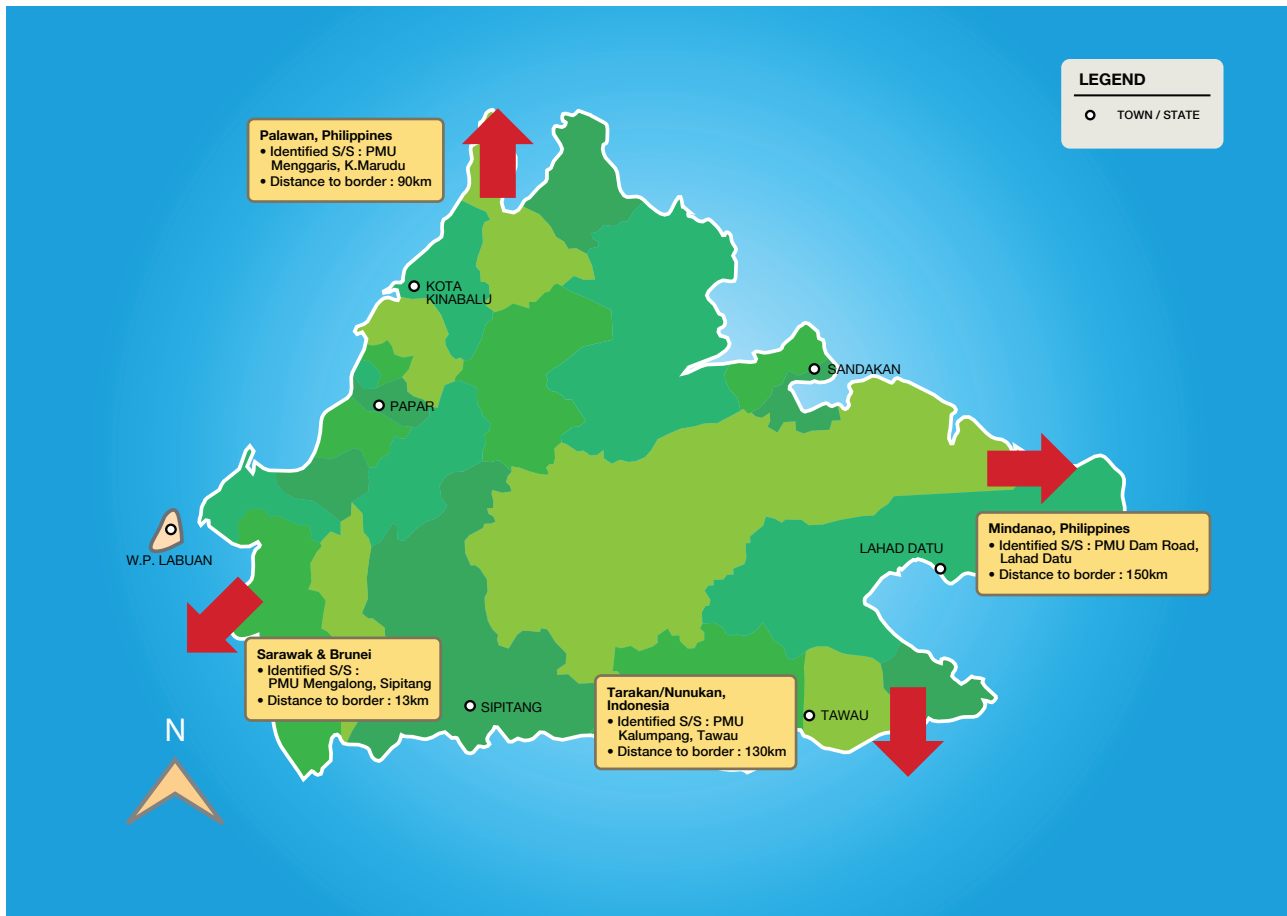 LEGEND
TOWN / STATE
Palawan, Philippines
• Identified S/S : PMU
Menggaris, K.Marudu
• Distance to border : 90km
KOTA
KINABALU
SANDAKAN
PAPAR
Mindanao, Philippines
• Identified S/S : PMU Dam Road,
Lahad Datu
• Distance to border : 150km
LAHAD DATU
W.P. LABUAN
Sarawak & Brunei
• Identified S/S :
PMU Mengalong, Sipitang
• Distance to border : 13km
SIPITANG
Tarakan/Nunukan,
Indonesia
• Identified S/S : PMU
Kalumpang, Tawau
• Distance to border : 130km
TAWAU
N